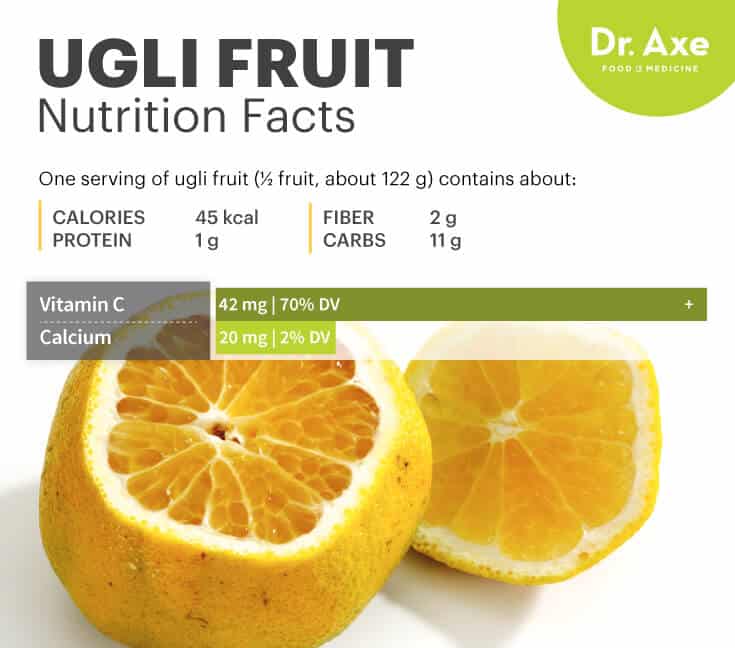 UGLI FRUIT
Nutrition Facts
Dr. Axe
FOOD IS MEDICINE
One serving of ugli fruit (½ fruit, about 122 g) contains about:
CALORIES 45 kcal FIBER 2 g
PROTEIN 1 g CARBS 11 g
Vitamin C 42 mg | 70% DV +
Calcium 20 mg | 2% DV